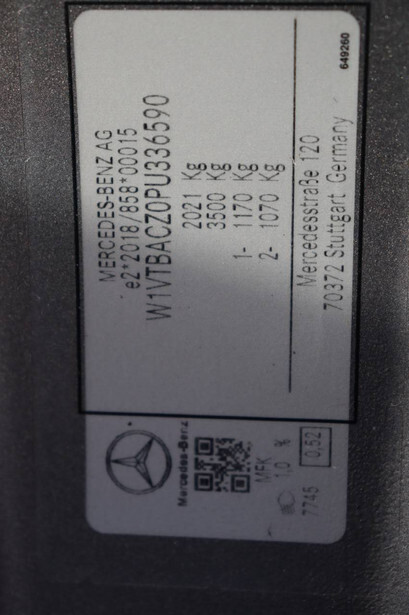 MERCEDES-BENZ AG
e2*2018/858*00015
W1VTBACZ0PU336590
2021 Kg
3500 Kg
1- 1170 Kg
2- 1070 Kg
Mercedesstraße 120
70372 Stuttgart Germany
649260
Mercedes-Benz
MFK
1,0 %
7745 0,52